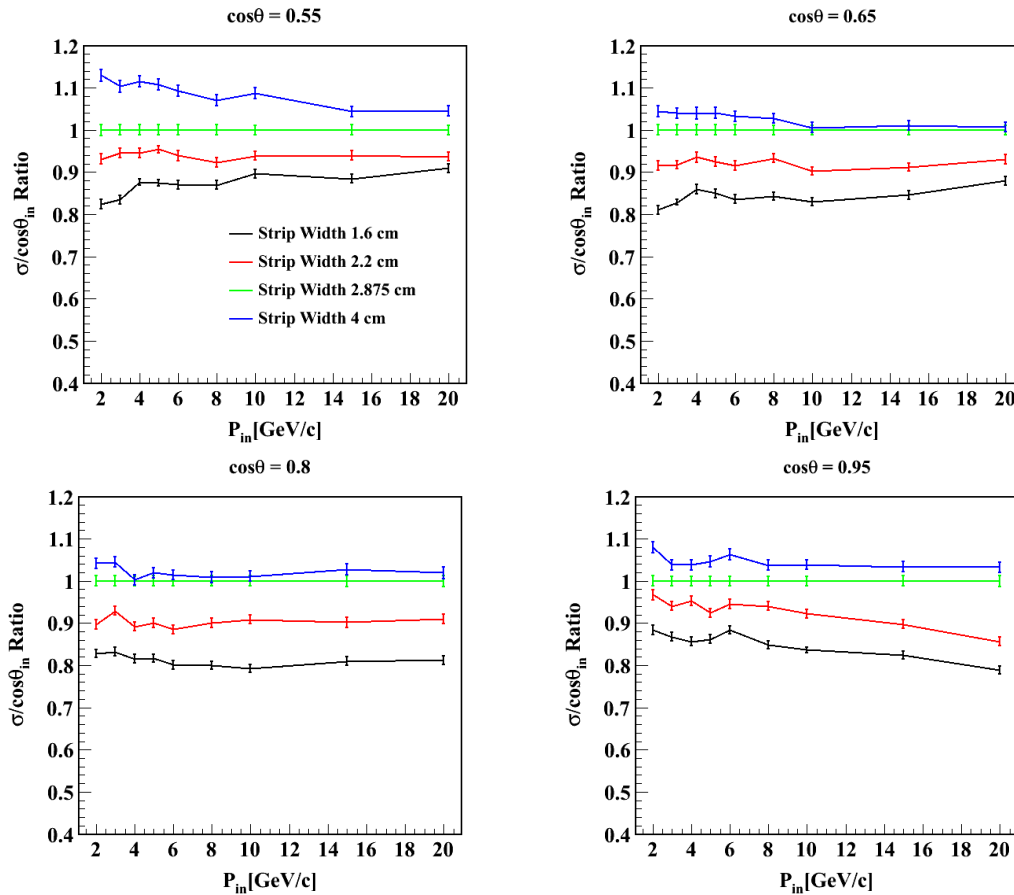 cosθ = 0.55
σ/cosθin Ratio
1.2
1.1
1
0.9
0.8
0.7
0.6
0.5
0.4
Strip Width 1.6 cm
Strip Width 2.2 cm
Strip Width 2.875 cm
Strip Width 4 cm
2 4 6 8 10 12 14 16 18 20
Pin[GeV/c]
cosθ = 0.65
σ/cosθin Ratio
1.2
1.1
1
0.9
0.8
0.7
0.6
0.5
0.4
2 4 6 8 10 12 14 16 18 20
Pin[GeV/c]
cosθ = 0.8
σ/cosθin Ratio
1.2
1.1
1
0.9
0.8
0.7
0.6
0.5
0.4
2 4 6 8 10 12 14 16 18 20
Pin[GeV/c]
cosθ = 0.95
σ/cosθin Ratio
1.2
1.1
1
0.9
0.8
0.7
0.6
0.5
0.4
2 4 6 8 10 12 14 16 18 20
Pin[GeV/c]